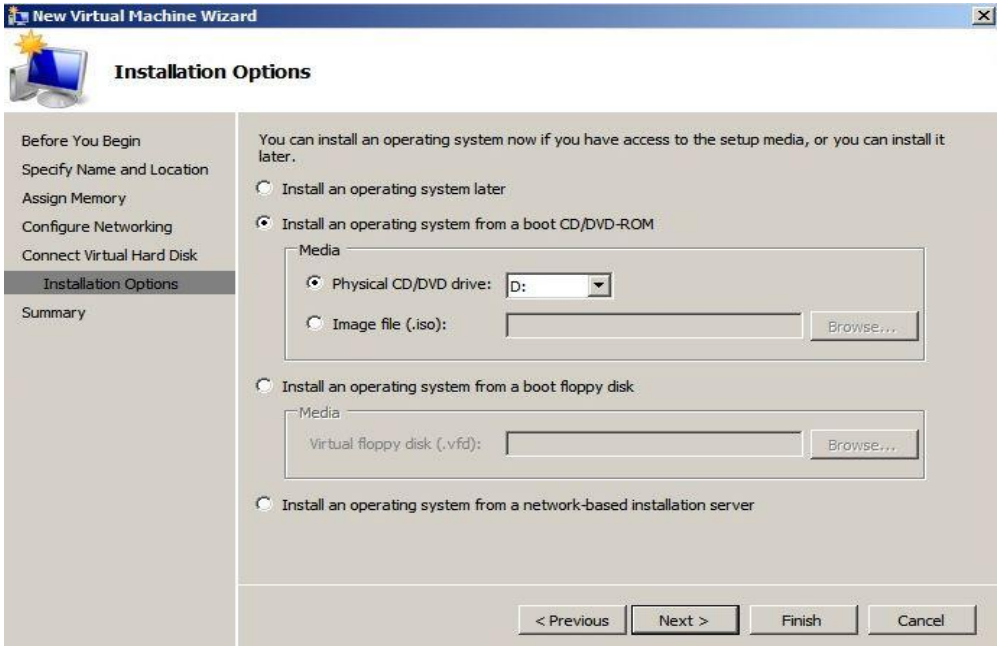 New Virtual Machine Wizard
Installation Options
Before You Begin
Specify Name and Location
Assign Memory
Configure Networking
Connect Virtual Hard Disk
Installation Options
Summary
You can install an operating system now if you have access to the setup media, or you can install it
later.
Install an operating system later
Install an operating system from a boot CD/DVD-ROM
Media
Physical CD/DVD drive: D:
Image file (.iso): Browse...
Install an operating system from a boot floppy disk
Media
Virtual floppy disk (.vfd): Browse...
Install an operating system from a network-based installation server
< Previous Next > Finish Cancel